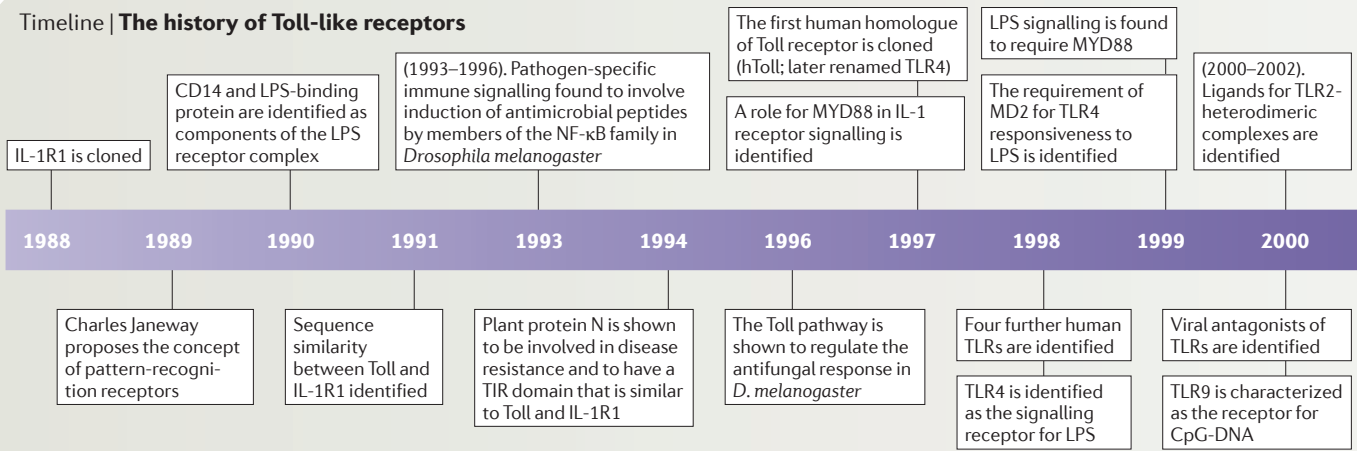 Timeline | The history of Toll-like receptors
IL-1R1 is cloned
CD14 and LPS-binding
protein are identified as
components of the LPS
receptor complex
(1993–1996). Pathogen-specific
immune signalling found to involve
induction of antimicrobial peptides
by members of the NF-κB family in
Drosophila melanogaster
The first human homologue
of Toll receptor is cloned
(hToll; later renamed TLR4)
A role for MYD88 in IL-1
receptor signalling is
identified
LPS signalling is found
to require MYD88
The requirement of
MD2 for TLR4
responsiveness to
LPS is identified
(2000–2002).
Ligands for TLR2-
heterodimeric
complexes are
identified
1988 1989 1990 1991 1993 1994 1996 1997 1998 1999 2000
Charles Janeway
proposes the concept
of pattern-recogni-
tion receptors
Sequence
similarity
between Toll and
IL-1R1 identified
Plant protein N is shown
to be involved in disease
resistance and to have a
TIR domain that is similar
to Toll and IL-1R1
The Toll pathway is
shown to regulate the
antifungal response in
D. melanogaster
Four further human
TLRs are identified
TLR4 is identified
as the signalling
receptor for LPS
Viral antagonists of
TLRs are identified
TLR9 is characterized
as the receptor for
CpG-DNA